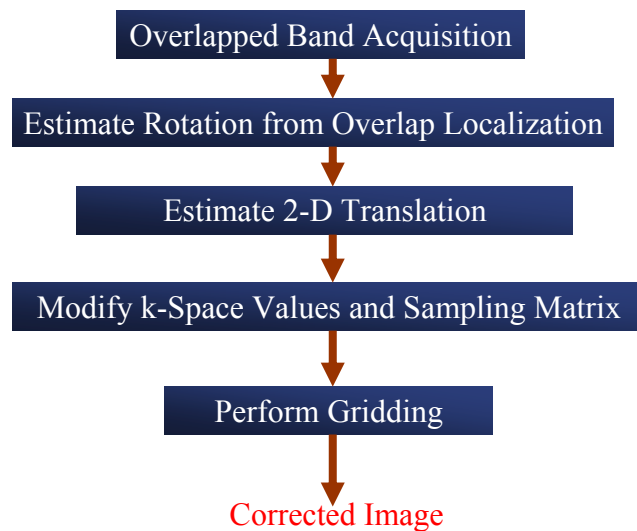 Overlapped Band Acquisition
Estimate Rotation from Overlap Localization
Estimate 2-D Translation
Modify k-Space Values and Sampling Matrix
Perform Gridding
Corrected Image